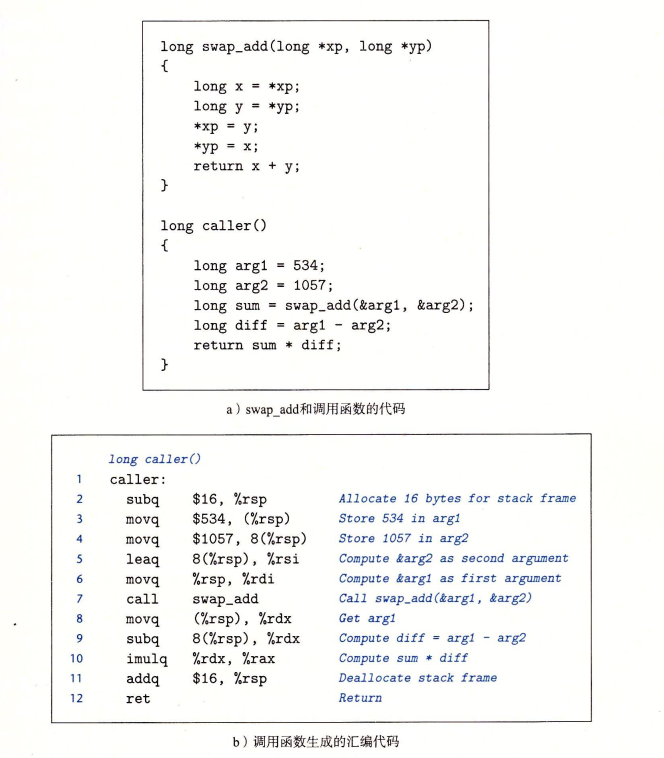 long swap_add(long *xp, long *yp)
{
    long x = *xp;
    long y = *yp;
    *xp = y;
    *yp = x;
    return x + y;
}

long caller()
{
    long arg1 = 534;
    long arg2 = 1057;
    long sum = swap_add(&arg1, &arg2);
    long diff = arg1 - arg2;
    return sum * diff;
}
a）swap_add和调用函数的代码
long caller()
1 caller:
2 subq $16, %rsp Allocate 16 bytes for stack frame
3 movq $534, (%rsp) Store 534 in arg1
4 movq $1057, 8(%rsp) Store 1057 in arg2
5 leaq 8(%rsp), %rsi Compute &arg2 as second argument
6 movq %rsp, %rdi Compute &arg1 as first argument
7 call swap_add Call swap_add(&arg1, &arg2)
8 movq (%rsp), %rdx Get arg1
9 subq 8(%rsp), %rdx Compute diff = arg1 - arg2
10 imulq %rdx, %rax Compute sum * diff
11 addq $16, %rsp Deallocate stack frame
12 ret Return
b）调用函数生成的汇编代码